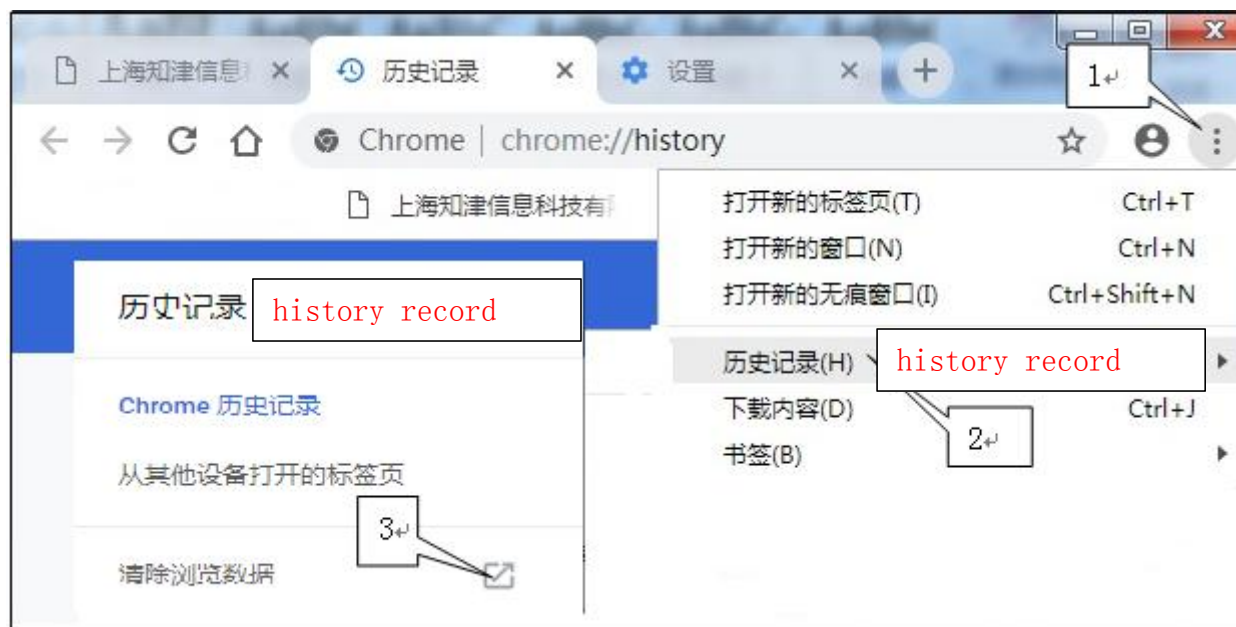 上海知津信息
历史记录
设置
1
Chrome | chrome://history
上海知津信息科技有
打开新的标签页(T) Ctrl+T
打开新的窗口(N) Ctrl+N
打开新的无痕窗口(I) Ctrl+Shift+N
历史记录 history record
历史记录(H) history record
Chrome 历史记录
下载内容(D) Ctrl+J
2
书签(B)
从其他设备打开的标签页
3
清除浏览数据